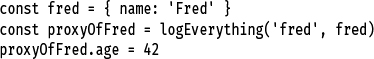 const fred = { name: 'Fred' }
const proxyOfFred = logEverything('fred', fred)
proxyOfFred.age = 42